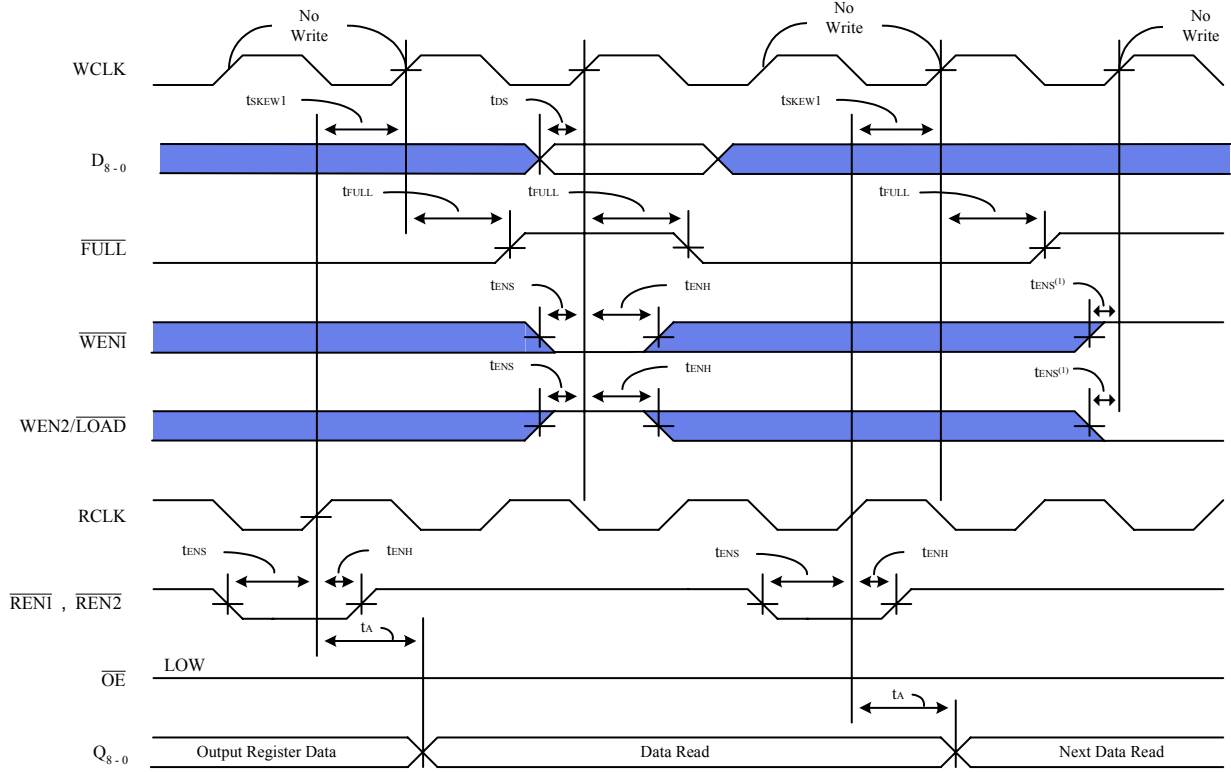 No Write
No Write
No Write
WCLK
tSKEW1
tDS
tSKEW1
D8 - 0
tFULL
tFULL
tFULL
FULL
tENS
tENH
tENS(1)
WEN1
tENS
tENH
tENS(1)
WEN2/LOAD
RCLK
tENS
tENH
tENS
tENH
REN1 , REN2
tA
LOW
OE
tA
Q8 - 0
Output Register Data
Data Read
Next Data Read